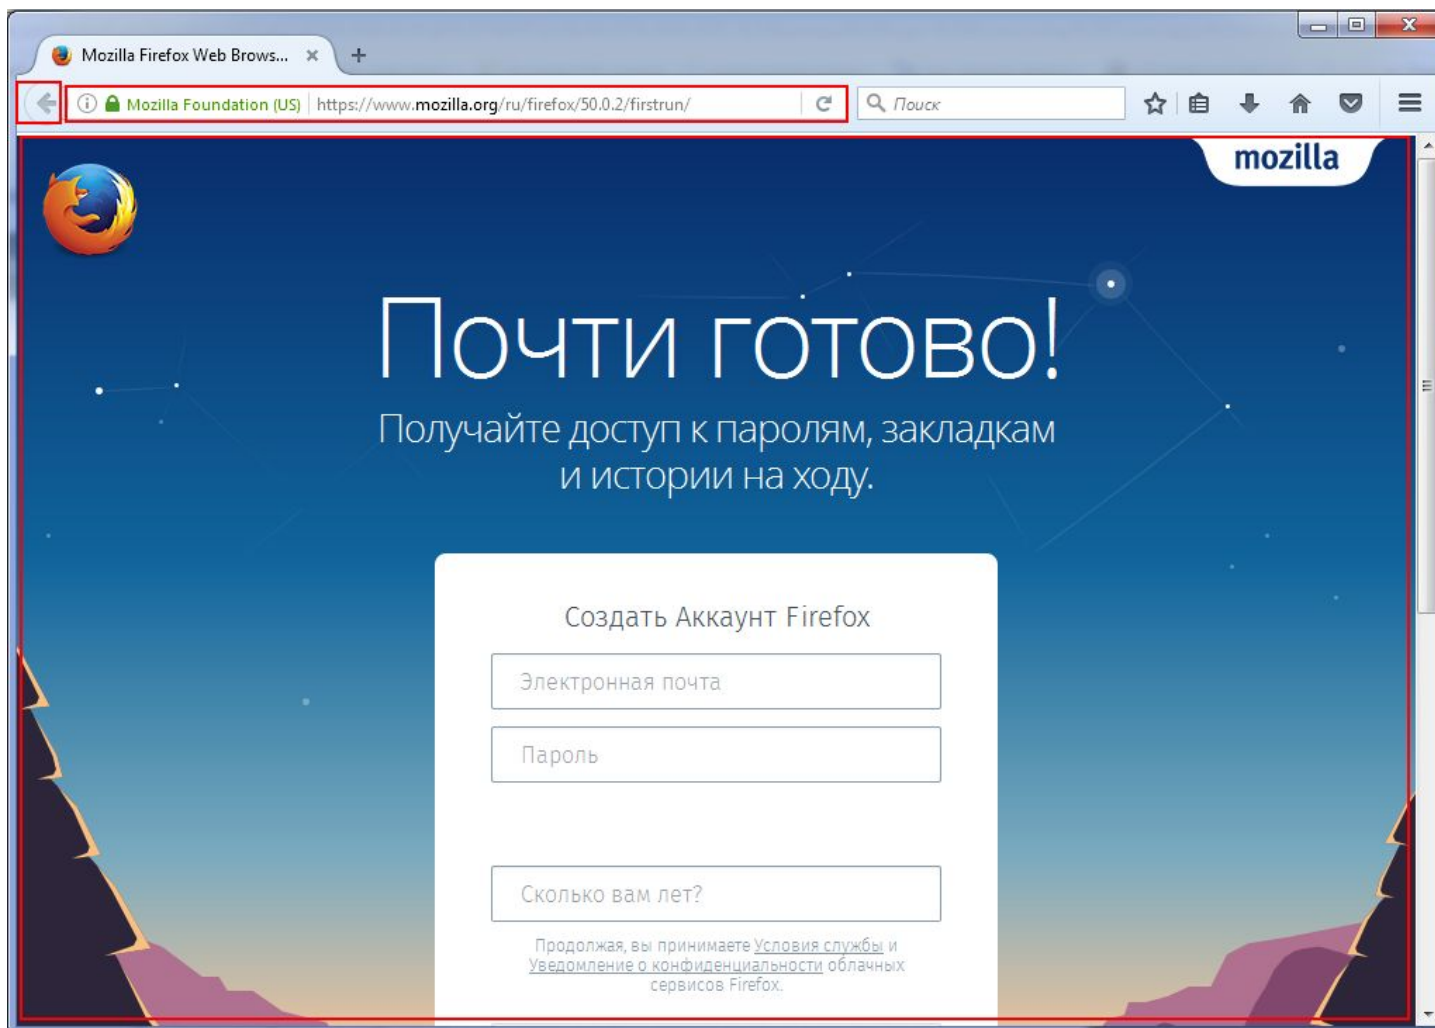 Mozilla Firefox Web Brows...
Mozilla Foundation (US) https://www.mozilla.org/ru/firefox/50.0.2/firstrun/ Поиск
mozilla
Почти готово!
Получайте доступ к паролям, закладкам
и истории на ходу.
Создать Аккаунт Firefox
Электронная почта
Пароль
Сколько вам лет?
Продолжая, вы принимаете Условия службы и
Уведомление о конфиденциальности облачных
сервисов Firefox.